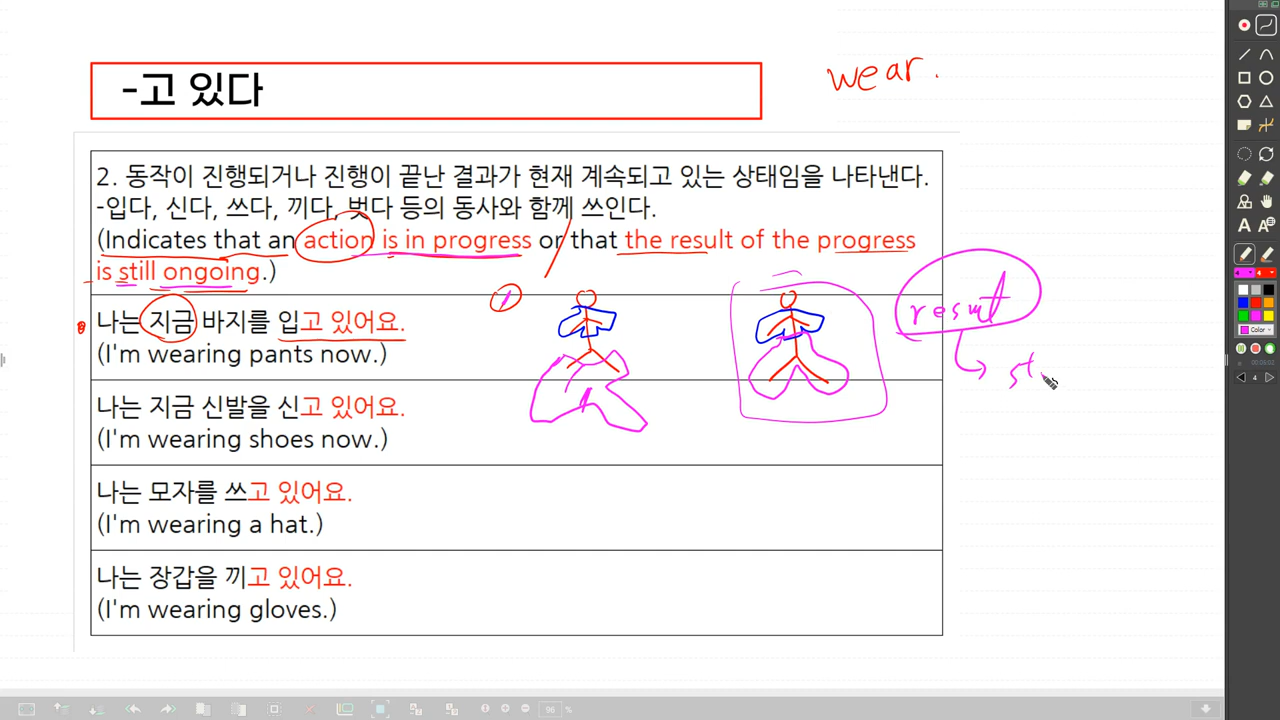 -고 있다
wear.
2. 동작이 진행되거나 진행이 끝난 결과가 현재 계속되고 있는 상태임을 나타낸다.
-입다, 신다, 쓰다, 끼다, 벗다 등의 동사와 함께 쓰인다.
(Indicates that an action is in progress or that the result of the progress
is still ongoing.)
1
result
st
나는 지금 바지를 입고 있어요.
(I'm wearing pants now.)
나는 지금 신발을 신고 있어요.
(I'm wearing shoes now.)
나는 모자를 쓰고 있어요.
(I'm wearing a hat.)
나는 장갑을 끼고 있어요.
(I'm wearing gloves.)
A
Color
4
96 %